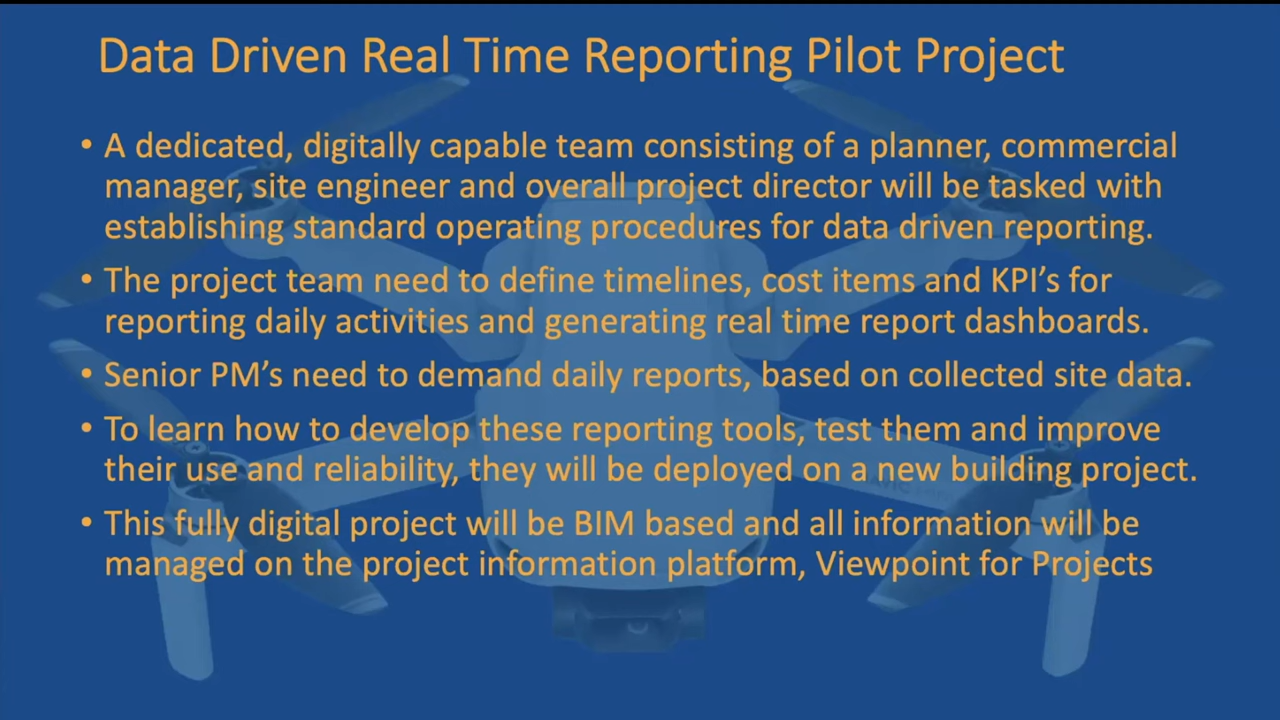 Data Driven Real Time Reporting Pilot Project
• A dedicated, digitally capable team consisting of a planner, commercial
manager, site engineer and overall project director will be tasked with
establishing standard operating procedures for data driven reporting.
• The project team need to define timelines, cost items and KPI’s for
reporting daily activities and generating real time report dashboards.
• Senior PM’s need to demand daily reports, based on collected site data.
• To learn how to develop these reporting tools, test them and improve
their use and reliability, they will be deployed on a new building project.
• This fully digital project will be BIM based and all information will be
managed on the project information platform, Viewpoint for Projects